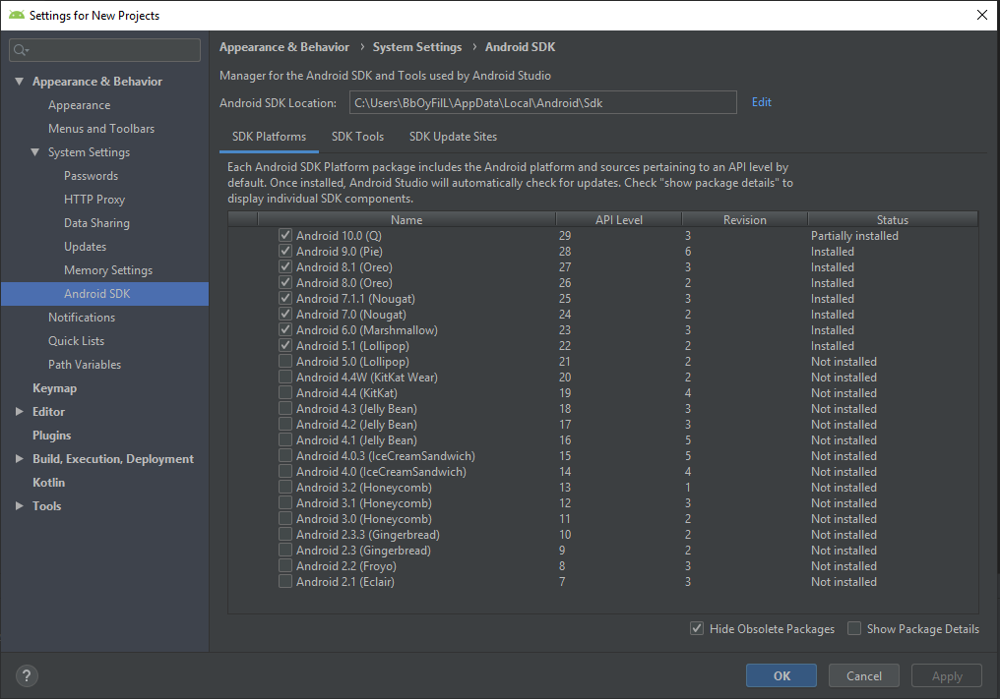 Settings for New Projects
Appearance & Behavior
Appearance
Menus and Toolbars
System Settings
Passwords
HTTP Proxy
Data Sharing
Updates
Memory Settings
Android SDK
Notifications
Quick Lists
Path Variables
Keymap
Editor
Plugins
Build, Execution, Deployment
Kotlin
Tools
Appearance & Behavior › System Settings › Android SDK
Manager for the Android SDK and Tools used by Android Studio
Android SDK Location: C:\Users\BbOyFilL\AppData\Local\Android\Sdk Edit
SDK Platforms SDK Tools SDK Update Sites
Each Android SDK Platform package includes the Android platform and sources pertaining to an API level by
default. Once installed, Android Studio will automatically check for updates. Check "show package details" to
display individual SDK components.
Name API Level Revision Status
Android 10.0 (Q) 29 3 Partially installed
Android 9.0 (Pie) 28 6 Installed
Android 8.1 (Oreo) 27 3 Installed
Android 8.0 (Oreo) 26 2 Installed
Android 7.1.1 (Nougat) 25 3 Installed
Android 7.0 (Nougat) 24 2 Installed
Android 6.0 (Marshmallow) 23 3 Installed
Android 5.1 (Lollipop) 22 2 Installed
Android 5.0 (Lollipop) 21 2 Not installed
Android 4.4W (KitKat Wear) 20 2 Not installed
Android 4.4 (KitKat) 19 4 Not installed
Android 4.3 (Jelly Bean) 18 3 Not installed
Android 4.2 (Jelly Bean) 17 3 Not installed
Android 4.1 (Jelly Bean) 16 5 Not installed
Android 4.0.3 (IceCreamSandwich) 15 5 Not installed
Android 4.0 (IceCreamSandwich) 14 4 Not installed
Android 3.2 (Honeycomb) 13 1 Not installed
Android 3.1 (Honeycomb) 12 3 Not installed
Android 3.0 (Honeycomb) 11 2 Not installed
Android 2.3.3 (Gingerbread) 10 2 Not installed
Android 2.3 (Gingerbread) 9 2 Not installed
Android 2.2 (Froyo) 8 3 Not installed
Android 2.1 (Eclair) 7 3 Not installed
Hide Obsolete Packages Show Package Details
? OK Cancel Apply